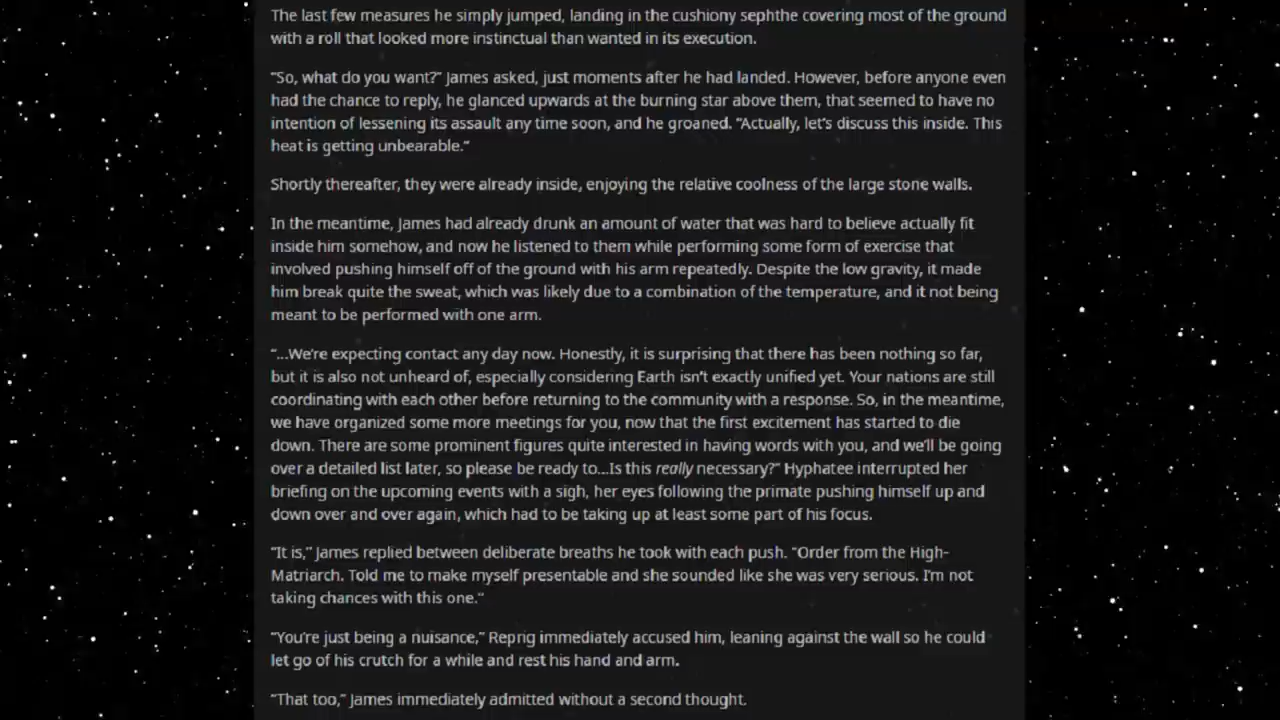 The last few measures he simply jumped, landing in the cushiony sephthe covering most of the ground
with a roll that looked more instinctual than wanted in its execution.
“So, what do you want?” James asked, just moments after he had landed. However, before anyone even
had the chance to reply, he glanced upwards at the burning star above them, that seemed to have no
intention of lessening its assault any time soon, and he groaned. “Actually, let’s discuss this inside. This
heat is getting unbearable.”
Shortly thereafter, they were already inside, enjoying the relative coolness of the large stone walls.
In the meantime, James had already drunk an amount of water that was hard to believe actually fit
inside him somehow, and now he listened to them while performing some form of exercise that
involved pushing himself off of the ground with his arm repeatedly. Despite the low gravity, it made
him break quite the sweat, which was likely due to a combination of the temperature, and it not being
meant to be performed with one arm.
“…We’re expecting contact any day now. Honestly, it is surprising that there has been nothing so far,
but it is also not unheard of, especially considering Earth isn’t exactly unified yet. Your nations are still
coordinating with each other before returning to the community with a response. So, in the meantime,
we have organized some more meetings for you, now that the first excitement has started to die
down. There are some prominent figures quite interested in having words with you, and we’ll be going
over a detailed list later, so please be ready to…Is this really necessary?” Hyphatee interrupted her
briefing on the upcoming events with a sigh, her eyes following the primate pushing himself up and
down over and over again, which had to be taking up at least some part of his focus.
“It is,” James replied between deliberate breaths he took with each push. “Order from the High-
Matriarch. Told me to make myself presentable and she sounded like she was very serious. I’m not
taking chances with this one.”
“You’re just being a nuisance,” Reprig immediately accused him, leaning against the wall so he could
let go of his crutch for a while and rest his hand and arm.
“That too,” James immediately admitted without a second thought.